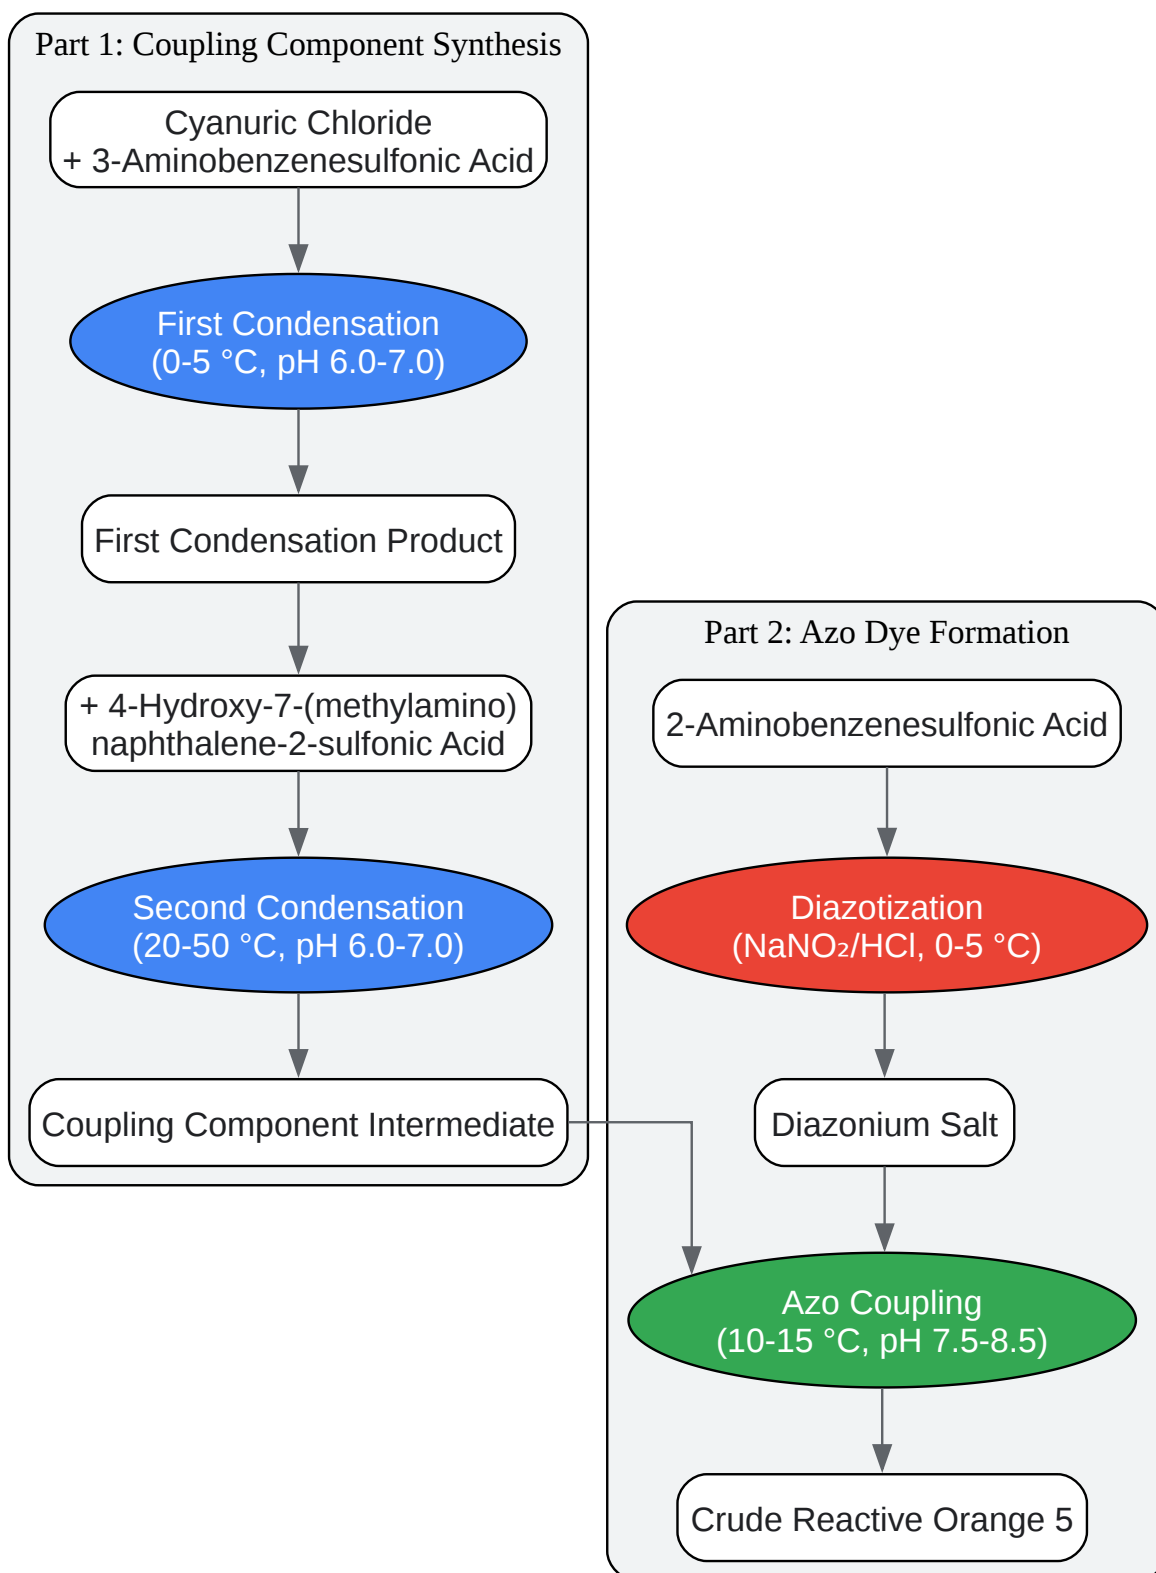 Part 1: Coupling Component Synthesis
Cyanuric Chloride
+ 3-Aminobenzenesulfonic Acid
First Condensation
(0-5 °C, pH 6.0-7.0)
First Condensation Product
+ 4-Hydroxy-7-(methylamino)
naphthalene-2-sulfonic Acid
Second Condensation
(20-50 °C, pH 6.0-7.0)
Coupling Component Intermediate
Part 2: Azo Dye Formation
2-Aminobenzenesulfonic Acid
Diazotization
(NaNO₂/HCl, 0-5 °C)
Diazonium Salt
Azo Coupling
(10-15 °C, pH 7.5-8.5)
Crude Reactive Orange 5